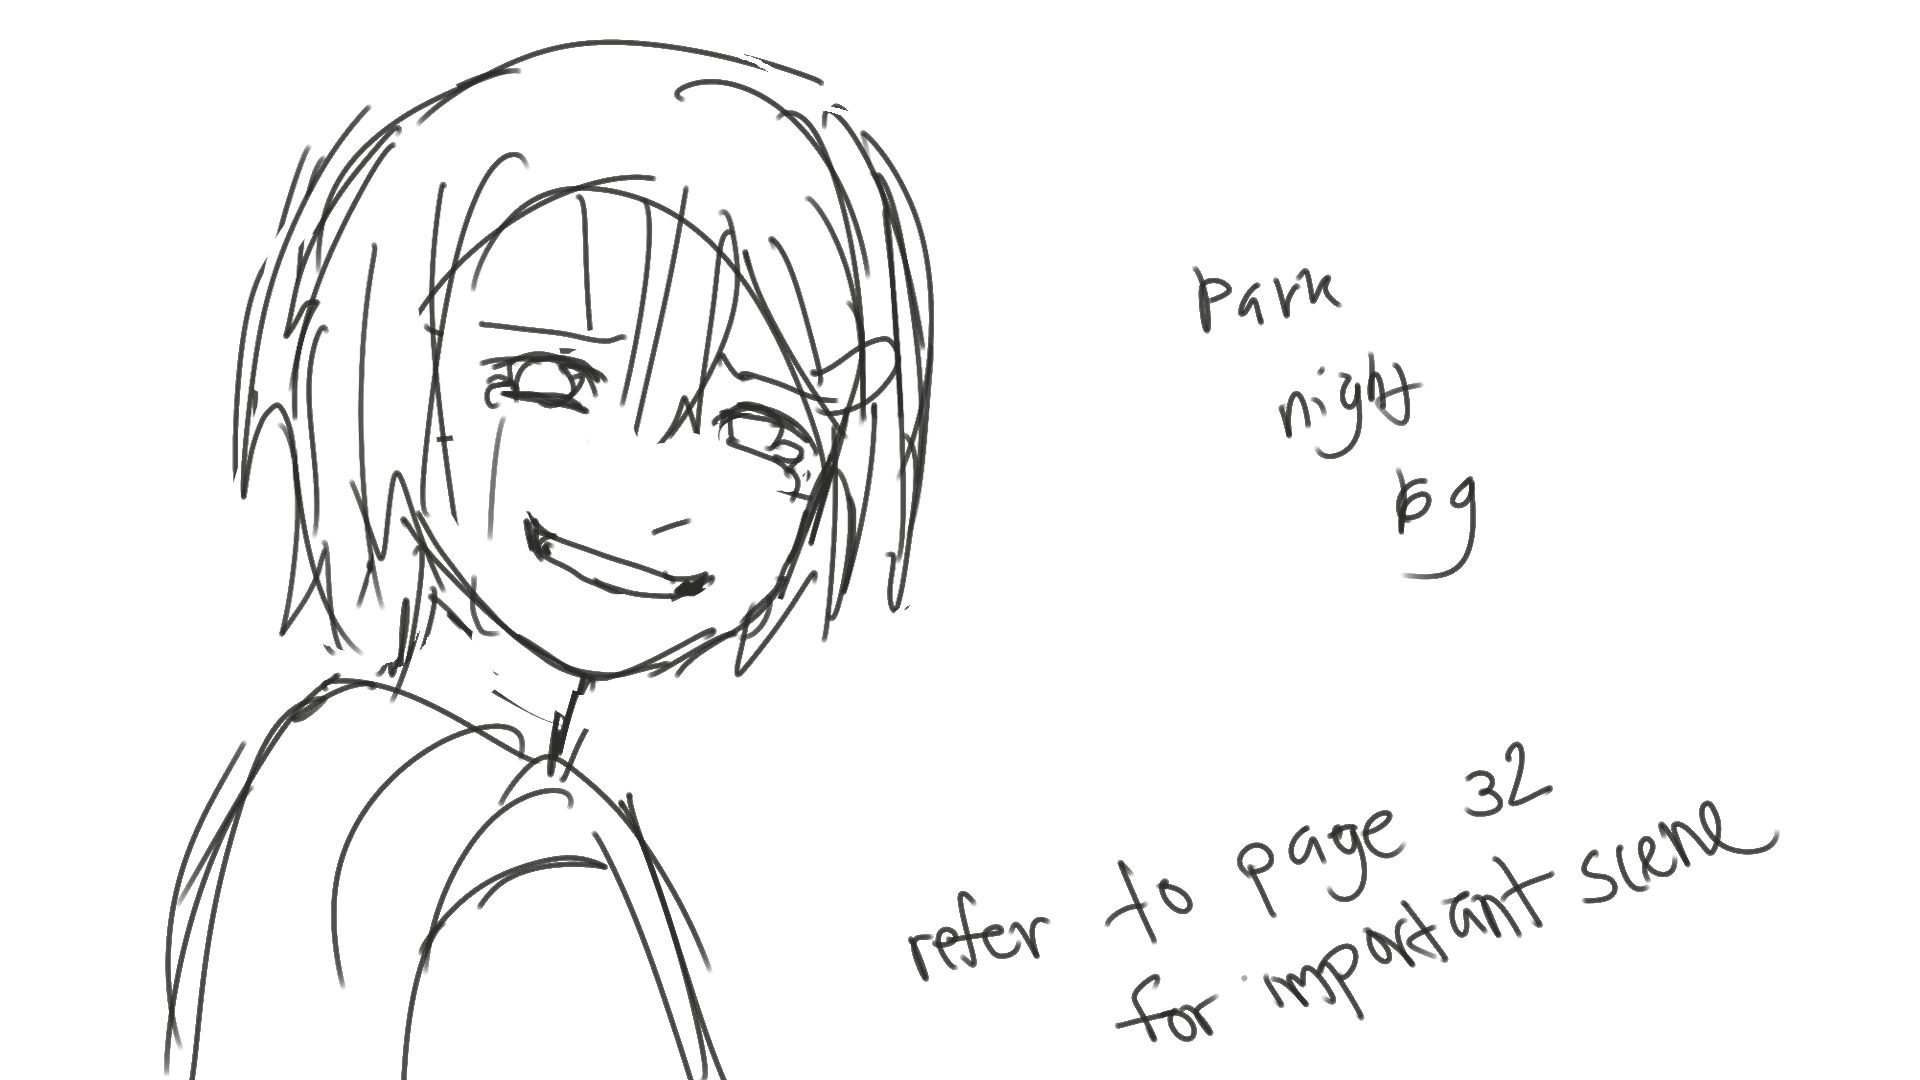 park
night
bg
refer to page 32
for important scene